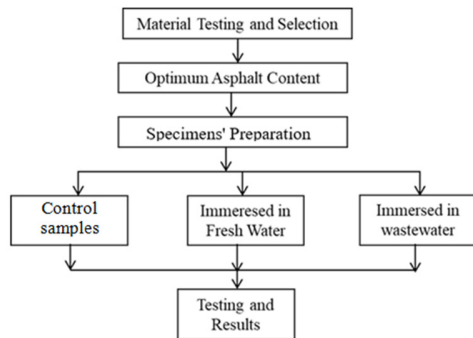 Material Testing and Selection
Optimum Asphalt Content
Specimens' Preparation
Control
samples
Immeresed in
Fresh Water
Immersed in
wastewater
Testing and
Results